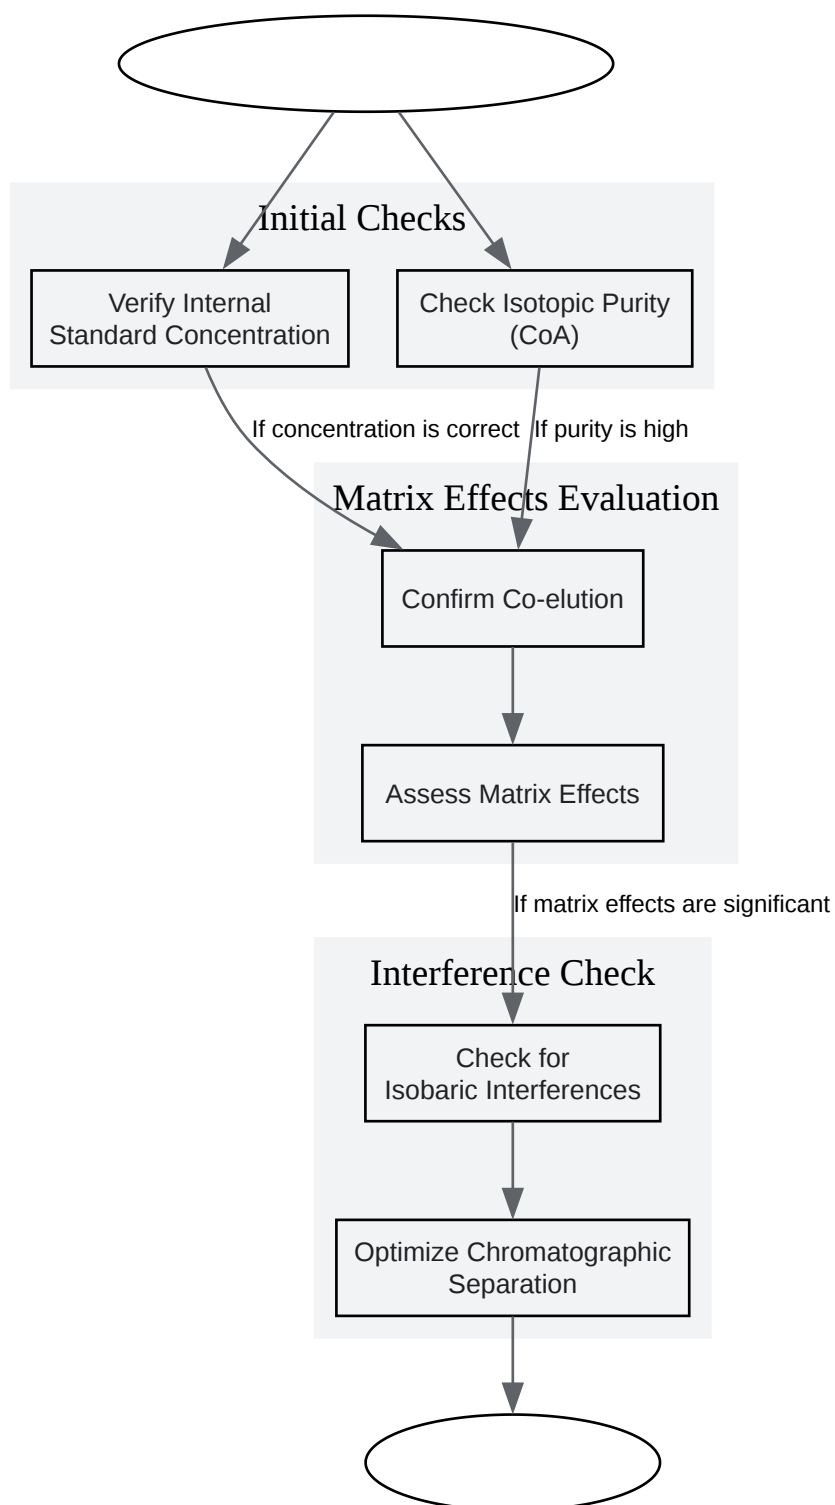 Initial Checks
Verify Internal
Standard Concentration
Check Isotopic Purity
(CoA)
If concentration is correct
If purity is high
Matrix Effects Evaluation
Confirm Co-elution
Assess Matrix Effects
If matrix effects are significant
Interference Check
Check for
Isobaric Interferences
Optimize Chromatographic
Separation